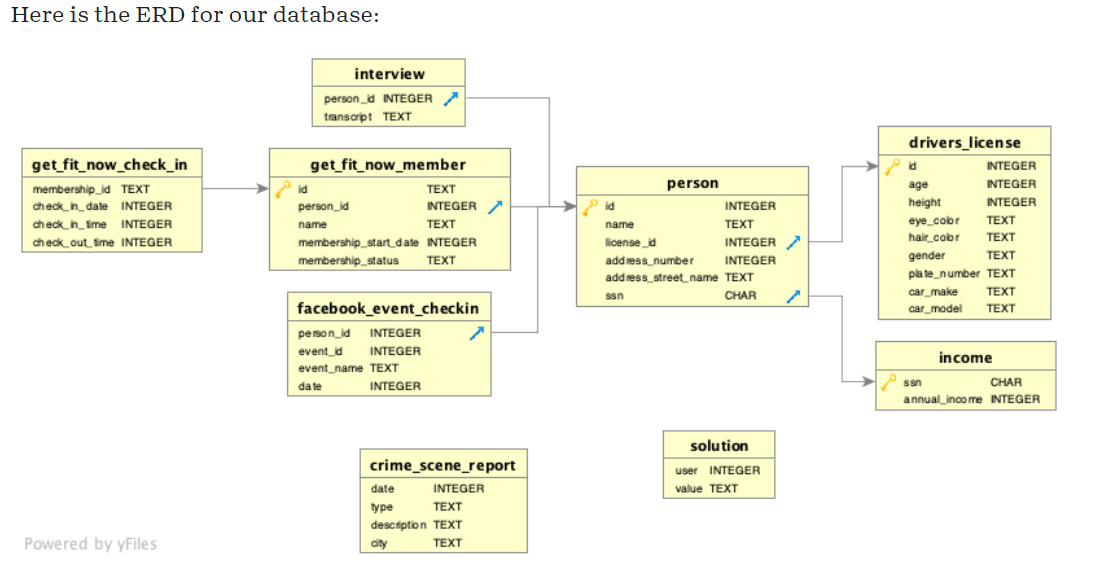 Here is the ERD for our database:
interview
person_id INTEGER
transcript TEXT
get_fit_now_check_in
membership_id TEXT
check_in_date INTEGER
check_in_time INTEGER
check_out_time INTEGER
get_fit_now_member
id TEXT
person_id INTEGER
name TEXT
membership_start_date INTEGER
membership_status TEXT
facebook_event_checkin
person_id INTEGER
event_id INTEGER
event_name TEXT
date INTEGER
person
id INTEGER
name TEXT
license_id INTEGER
address_number INTEGER
address_street_name TEXT
ssn CHAR
drivers_license
id INTEGER
age INTEGER
height INTEGER
eye_color TEXT
hair_color TEXT
gender TEXT
plate_number TEXT
car_make TEXT
car_model TEXT
income
ssn CHAR
annual_income INTEGER
crime_scene_report
date INTEGER
type TEXT
description TEXT
city TEXT
solution
user INTEGER
value TEXT
Powered by yFiles